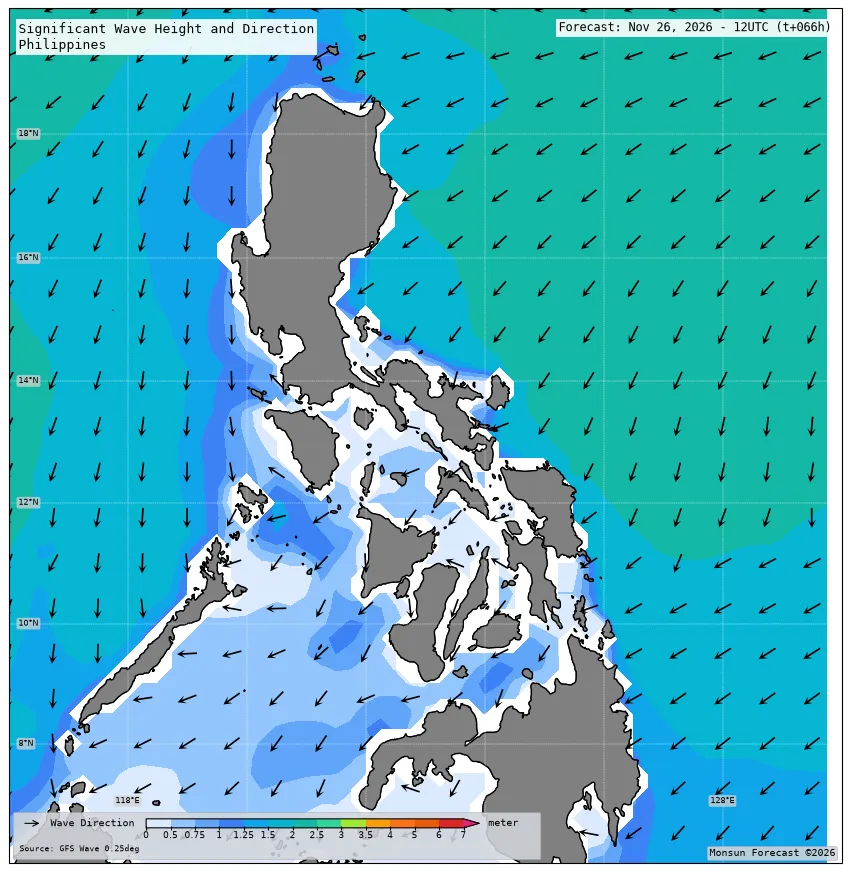 Significant Wave Height and Direction
Philippines
Forecast: Nov 26, 2026 - 12UTC (t+066h)
18°N
16°N
14°N
12°N
10°N
8°N
118°E
128°E
Wave Direction
0 0.5 0.75 1 1.25 1.5 2 2.5 3 3.5 4 5 6 7
meter
Source: GFS Wave 0.25deg
Monsun Forecast ©2026